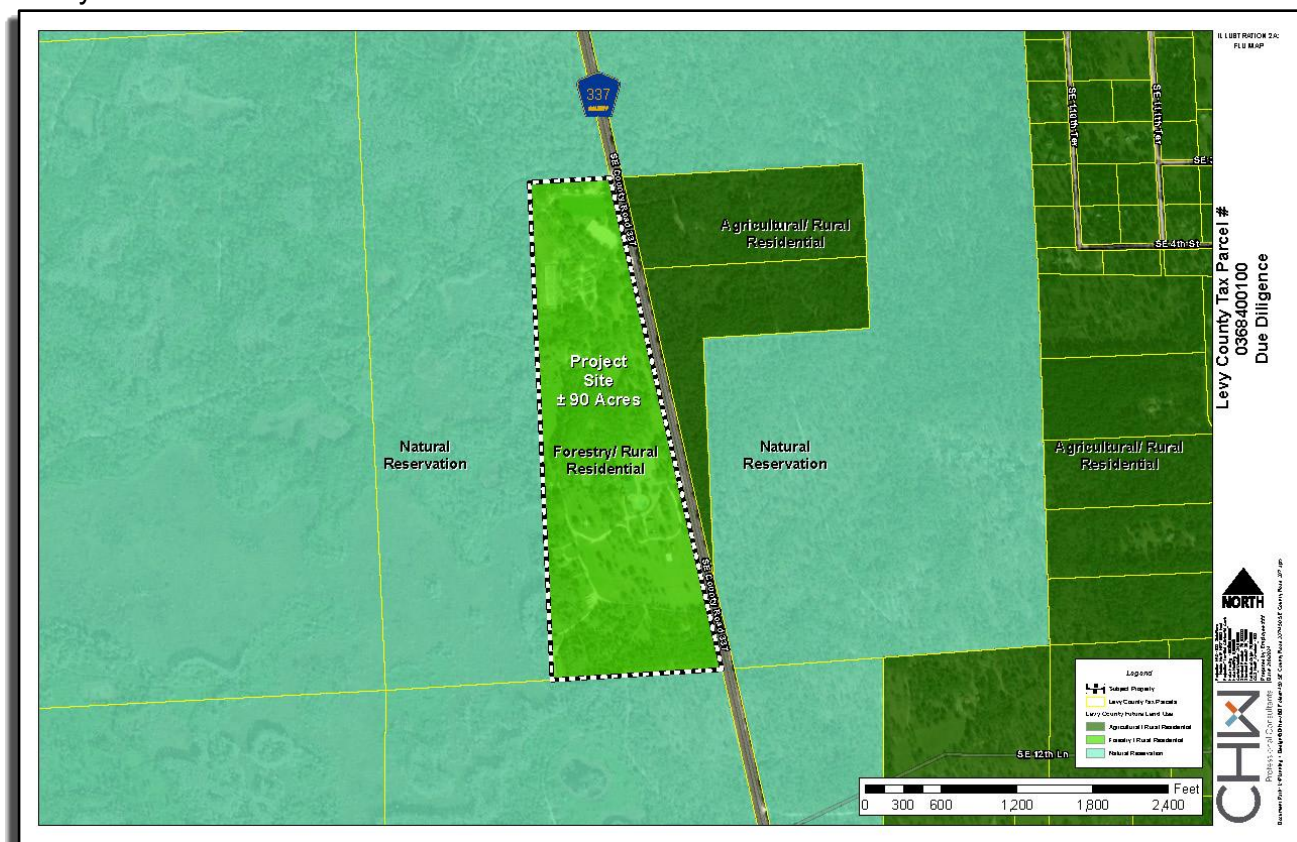 ILLUSTRATION 2A:
FLU MAP
337
SE County Road 337
Agricultural/ Rural
Residential
SE 110th Ter
SE 111th Ter
SE 4th St
Project
Site
± 90 Acres
Natural
Reservation
Forestry/ Rural
Residential
Natural
Reservation
Agricultural/ Rural
Residential
SE County Road 337
SE 12th Ln
Legend
Subject Property
Levy County Tax Parcels
Levy County Future Land Use
Agricultural / Rural Residential
Forestry / Rural Residential
Natural Reservation
Feet
0 300 600 1,200 1,800 2,400
Levy County Tax Parcel #
0368400100
Due Diligence
NORTH
CHW
Professional Consultants